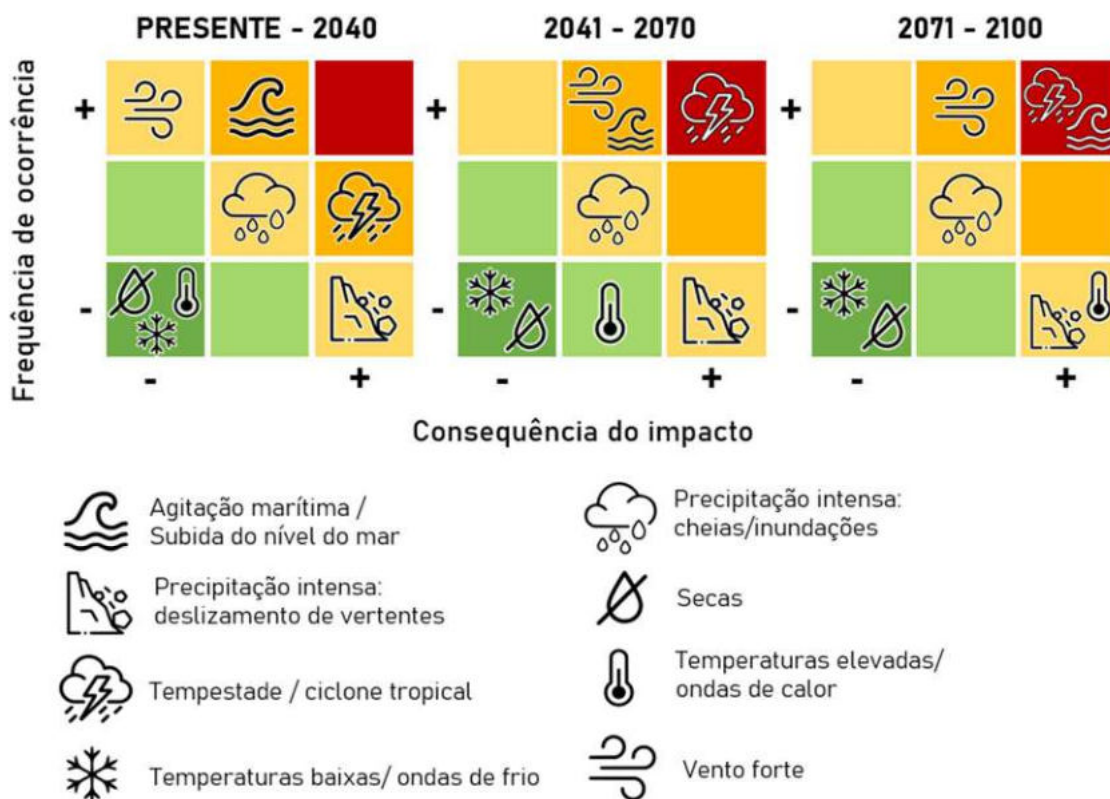 PRESENTE - 2040
2041 - 2070
2071 - 2100
Frequência de ocorrência
+
+
+
-
-
-
-
+
-
+
-
+
Consequência do impacto
Agitação marítima /
Subida do nível do mar
Precipitação intensa:
deslizamento de vertentes
Tempestade / ciclone tropical
Temperaturas baixas/ ondas de frio
Precipitação intensa:
cheias/inundações
Secas
Temperaturas elevadas/
ondas de calor
Vento forte